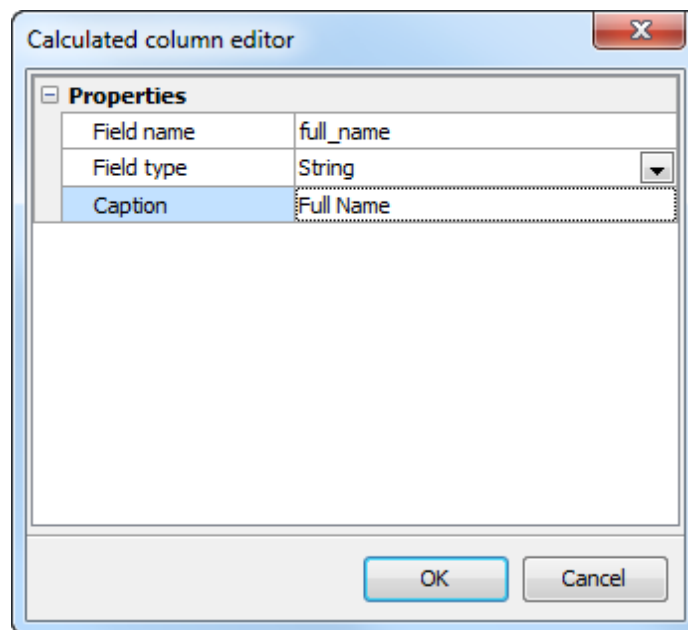 Calculated column editor
Properties
Field name full_name
Field type String
Caption Full Name
OK Cancel